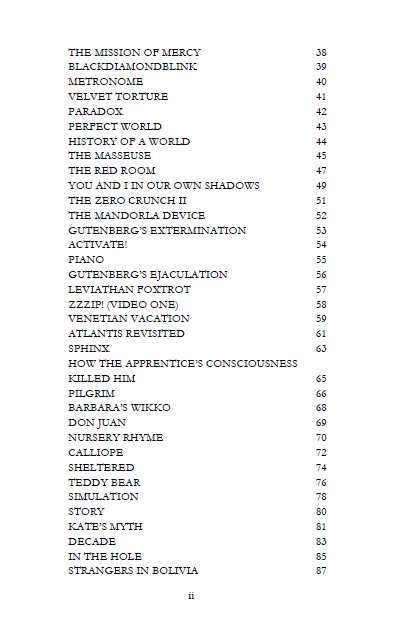 THE MISSION OF MERCY 38
BLACKDIAMONDBLINK 39
METRONOME 40
VELVET TORTURE 41
PARADOX 42
PERFECT WORLD 43
HISTORY OF A WORLD 44
THE MASSEUSE 45
THE RED ROOM 47
YOU AND I IN OUR OWN SHADOWS 49
THE ZERO CRUNCH II 51
THE MANDORLA DEVICE 52
GUTENBERG'S EXTERMINATION 53
ACTIVATE! 54
PIANO 55
GUTENBERG'S EJACULATION 56
LEVIATHAN FOXTROT 57
ZZZIP! (VIDEO ONE) 58
VENETIAN VACATION 59
ATLANTIS REVISITED 61
SPHINX 63
HOW THE APPRENTICE'S CONSCIOUSNESS
KILLED HIM 65
PILGRIM 66
BARBARA'S WIKKO 68
DON JUAN 69
NURSERY RHYME 70
CALLIOPE 72
SHELTERED 74
TEDDY BEAR 76
SIMULATION 78
STORY 80
KATE'S MYTH 81
DECADE 83
IN THE HOLE 85
STRANGERS IN BOLIVIA 87
ii